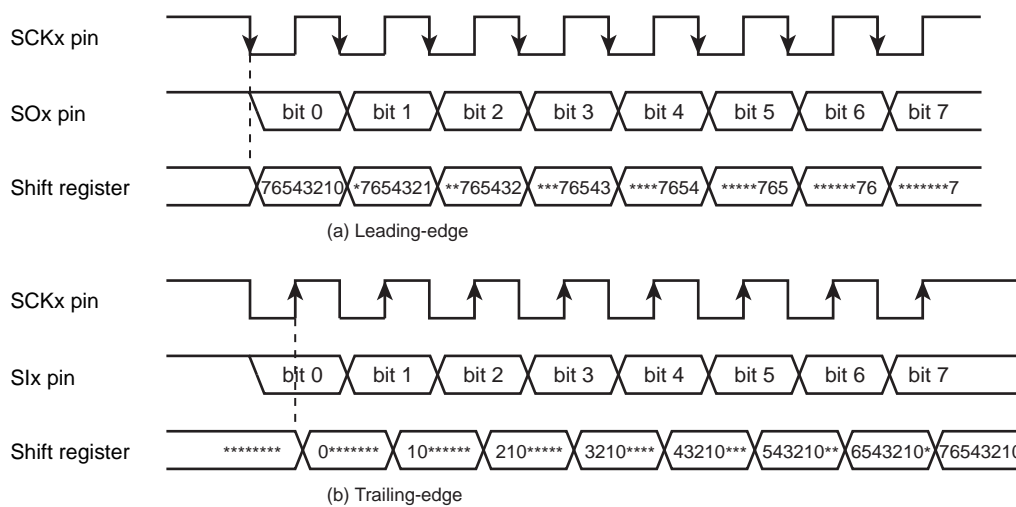 SCKx pin
SOx pin bit 0 bit 1 bit 2 bit 3 bit 4 bit 5 bit 6 bit 7
Shift register 76543210 *7654321 **765432 ***76543 ****7654 *****765 ******76 *******7
(a) Leading-edge
SCKx pin
SIx pin bit 0 bit 1 bit 2 bit 3 bit 4 bit 5 bit 6 bit 7
Shift register ******** 0******* 10****** 210***** 3210**** 43210*** 543210** 6543210* 76543210
(b) Trailing-edge